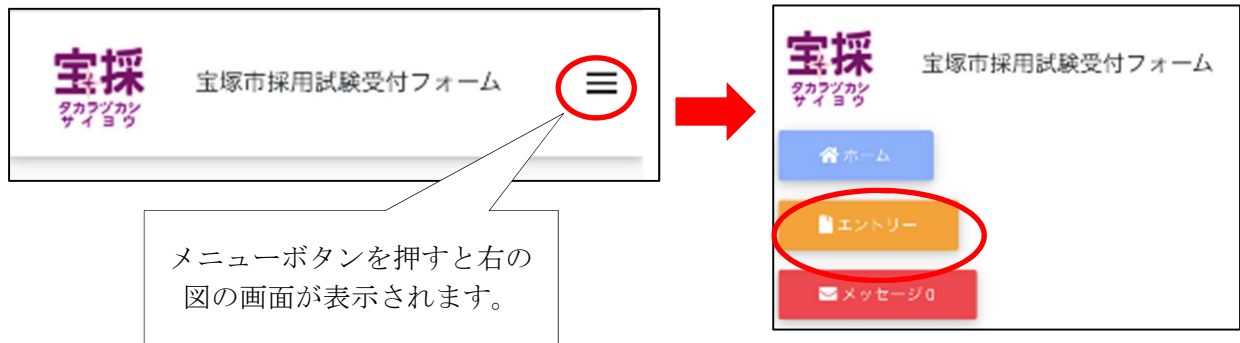 宝採
タカラヅカシ
サイヨウ
宝塚市採用試験受付フォーム
メニューボタンを押すと右の
図の画面が表示されます。
宝採
タカラヅカシ
サイヨウ
宝塚市採用試験受付フォーム
ホーム
エントリー
メッセージ0